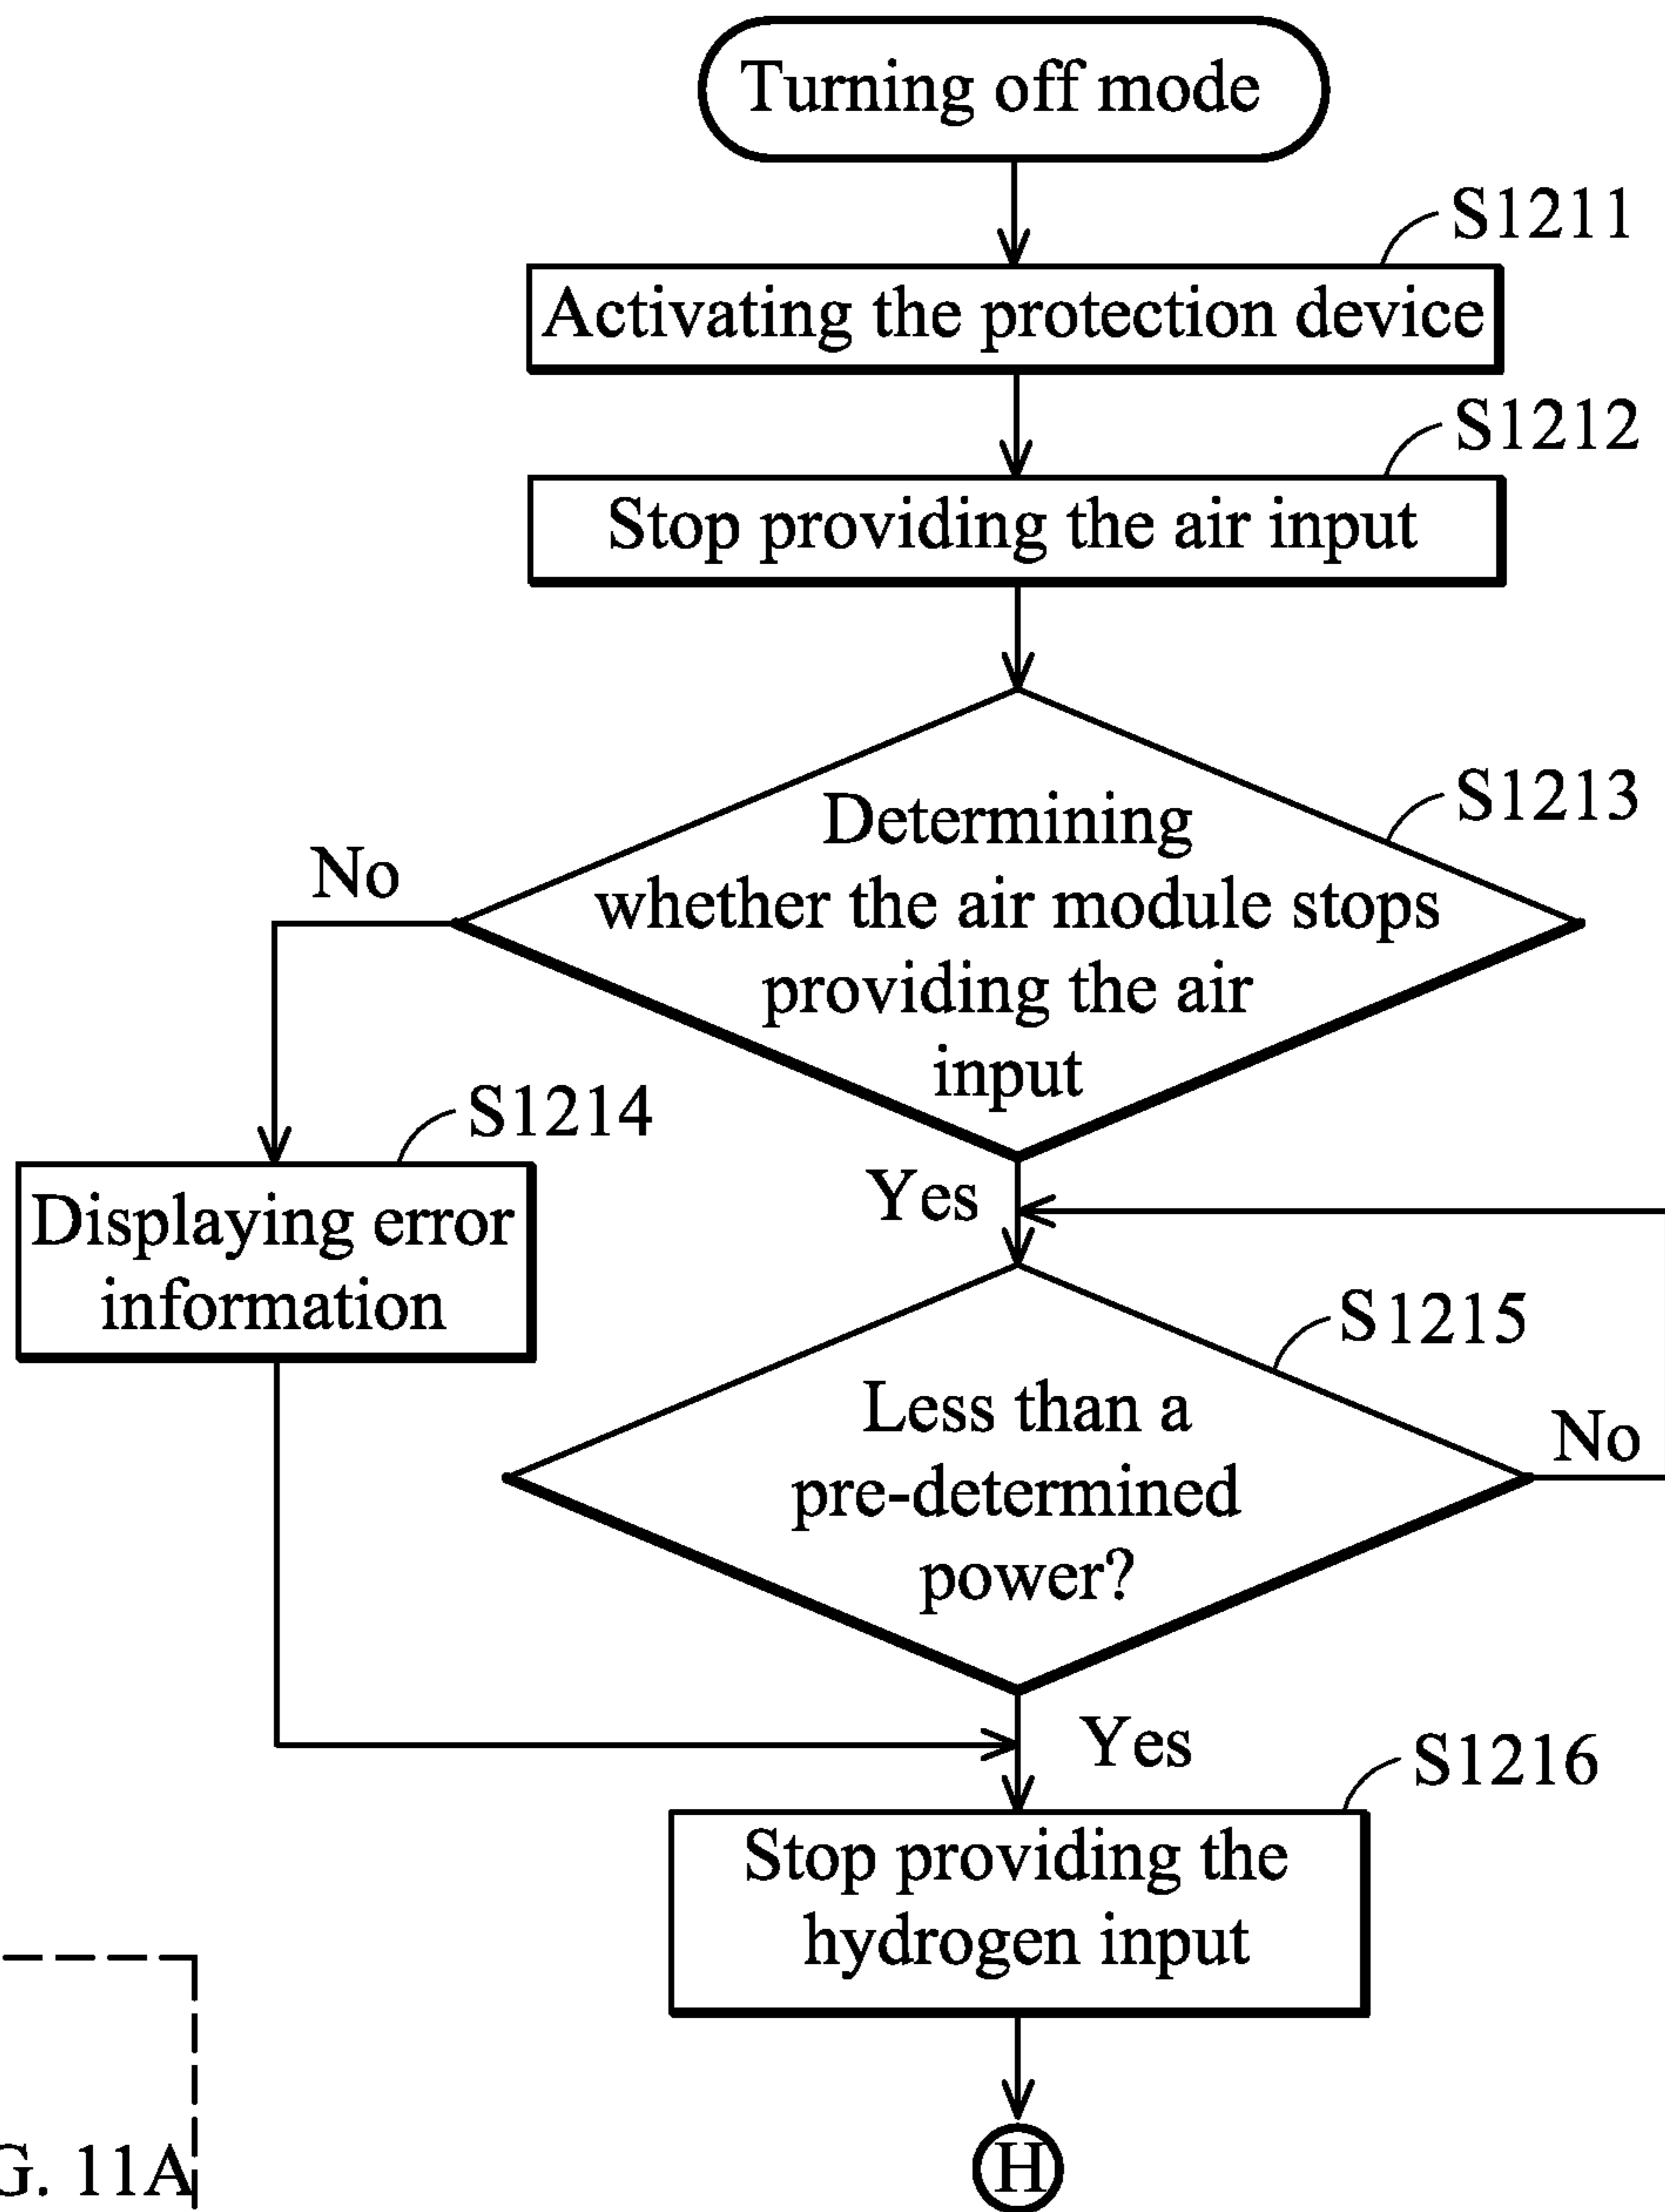 Turning off mode
S1211
Activating the protection device
S1212
Stop providing the air input
S1213
Determining
whether the air module stops
providing the air
input
No
S1214
Displaying error
information
Yes
S1215
Less than a
pre-determined
power?
No
Yes
S1216
Stop providing the
hydrogen input
H
G. 11A